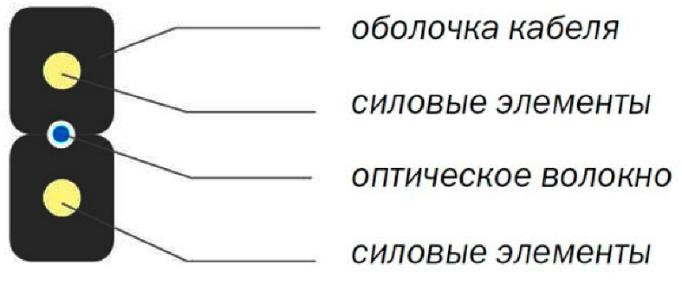 оболочка кабеля
силовые элементы
оптическое волокно
силовые элементы